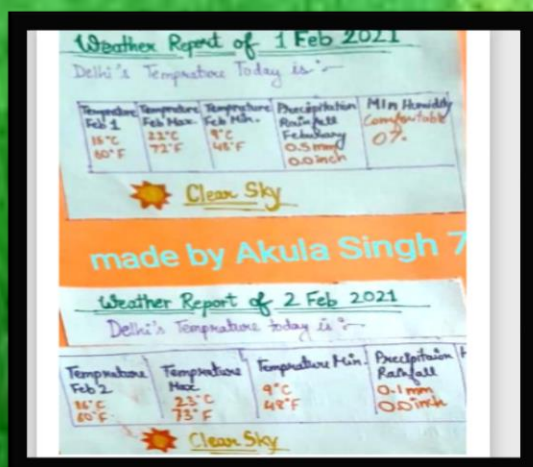 Weather Report of 1 Feb 2021
Delhi's Temprature Today is :-
Temprature Temprature Temprature Precipitation Min Humidity
Feb 1 Feb Max. Feb Min. Rainfall Comfortable
16°C 22°C 9°C February 0%
60°F 72°F 48°F 0.5 mm
0.0 inch
Clear Sky
made by Akula Singh 7
Weather Report of 2 Feb 2021
Delhi's Temprature today is :-
Temprature Temprature Temprature Min. Precipitation
Feb 2 Max Rainfall
16°C 23°C 9°C 0.1 mm
60°F 73°F 48°F 0.0 inch
Clear Sky